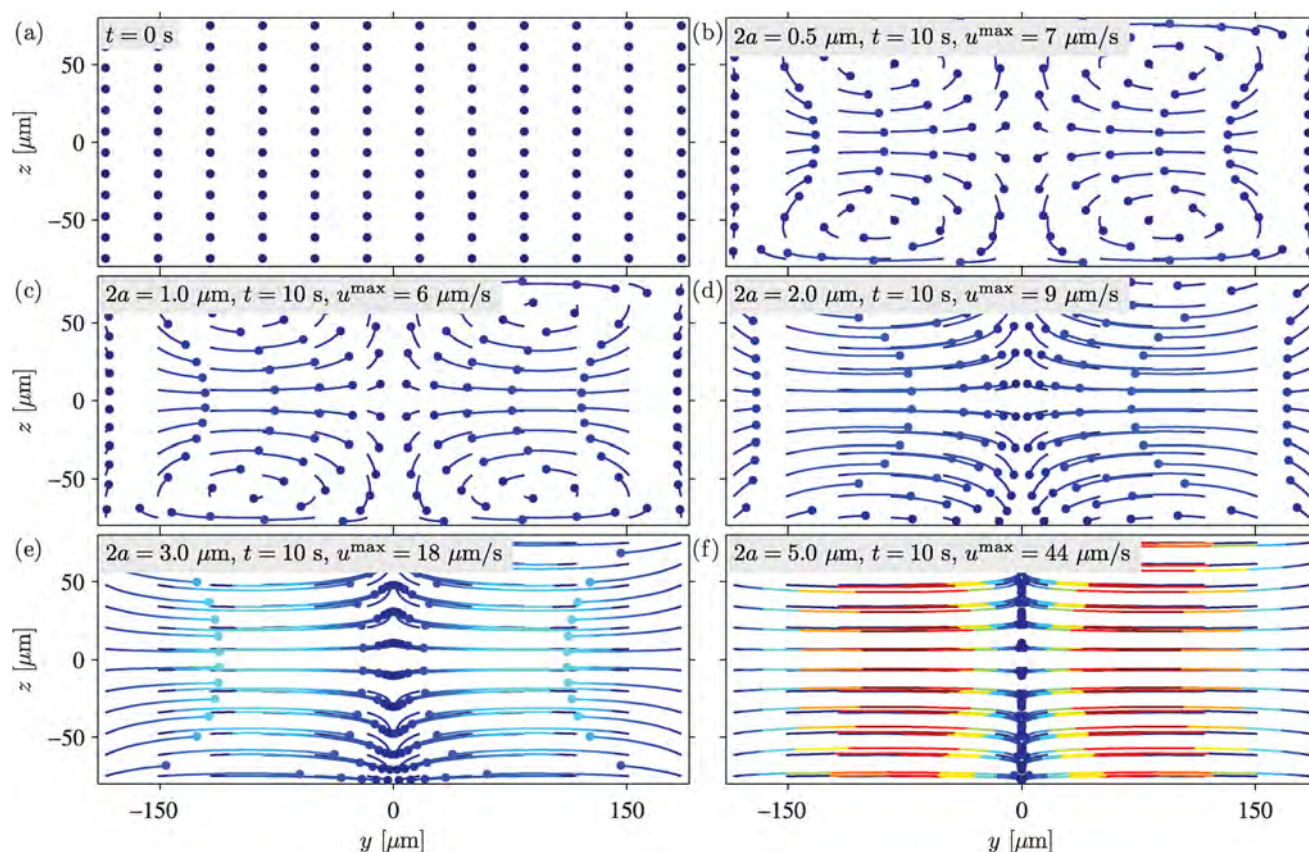 (a) t = 0 s
(b) 2a = 0.5 μm, t = 10 s, u^max = 7 μm/s
z [μm]
50
0
−50
(c) 2a = 1.0 μm, t = 10 s, u^max = 6 μm/s
(d) 2a = 2.0 μm, t = 10 s, u^max = 9 μm/s
z [μm]
50
0
−50
(e) 2a = 3.0 μm, t = 10 s, u^max = 18 μm/s
(f) 2a = 5.0 μm, t = 10 s, u^max = 44 μm/s
z [μm]
50
0
−50
−150 0 150
−150 0 150
y [μm]
y [μm]